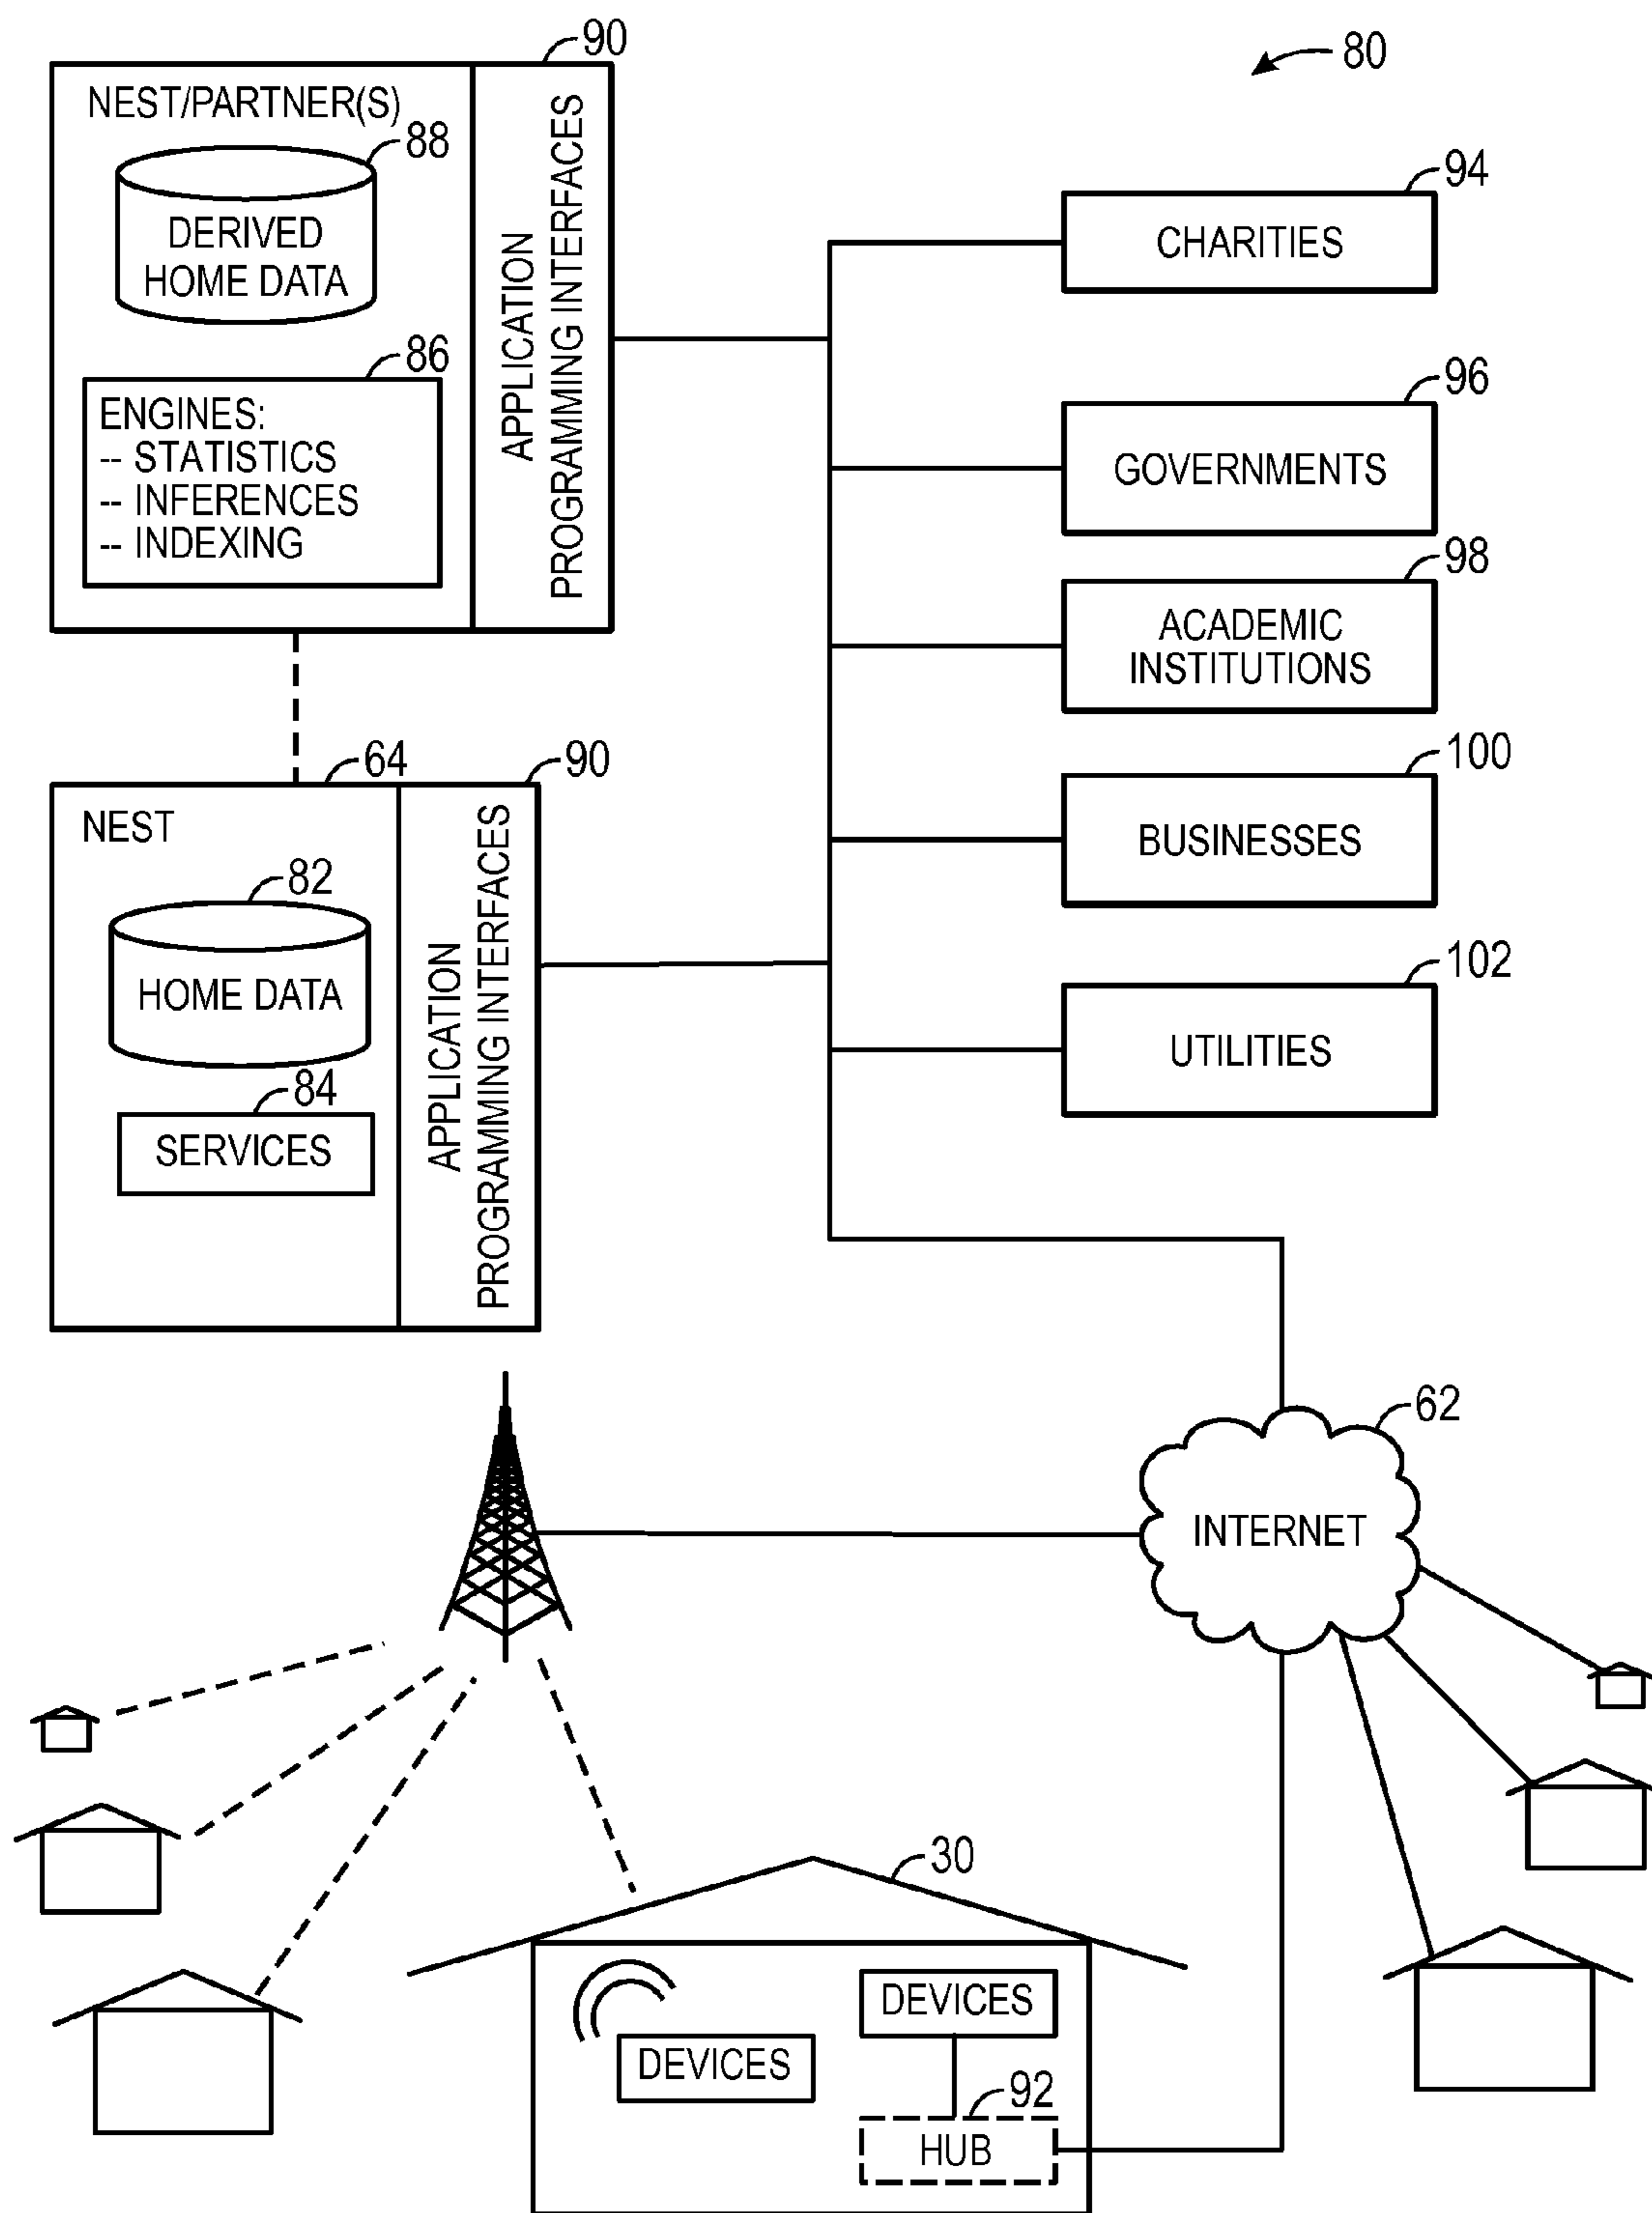 90
80
NEST/PARTNER(S)
88
DERIVED
HOME DATA
86
ENGINES:
-- STATISTICS
-- INFERENCES
-- INDEXING
APPLICATION
PROGRAMMING INTERFACES
94
CHARITIES
96
GOVERNMENTS
98
ACADEMIC
INSTITUTIONS
100
BUSINESSES
102
UTILITIES
64
90
NEST
82
HOME DATA
84
SERVICES
APPLICATION
PROGRAMMING INTERFACES
62
INTERNET
30
DEVICES
DEVICES
92
HUB